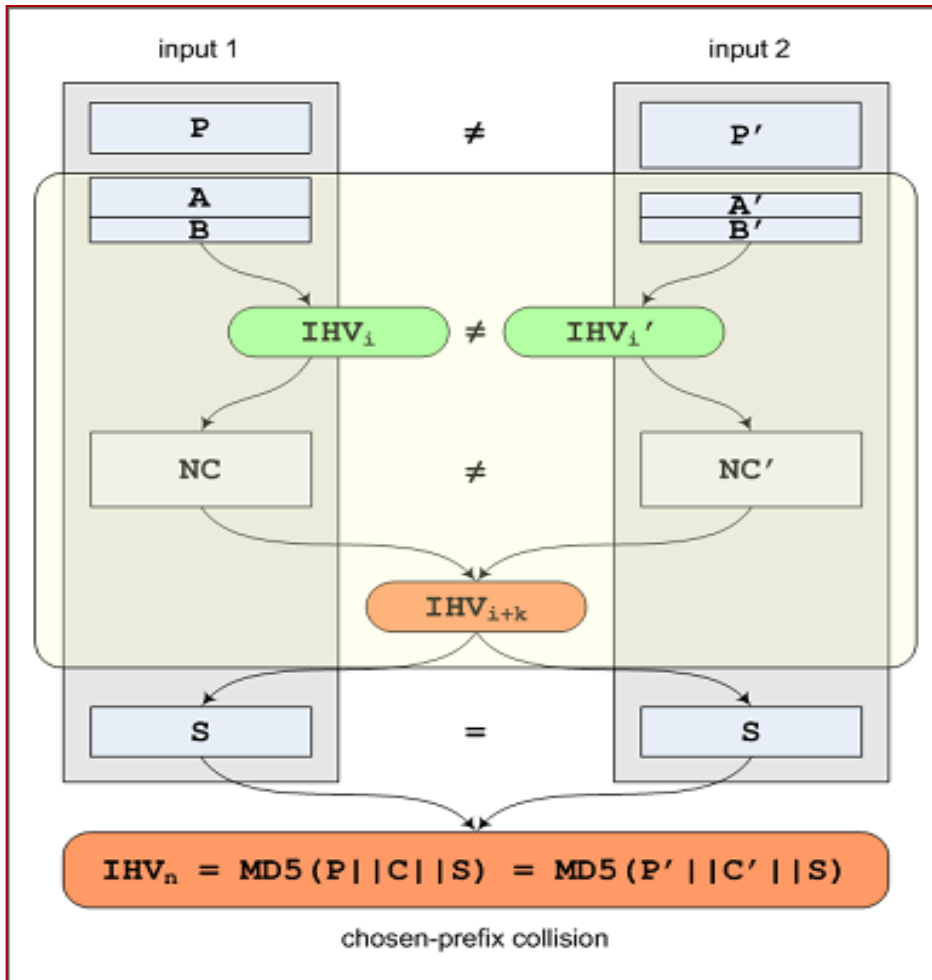 input 1 input 2
P ≠ P′
A A′
B B′
IHVᵢ ≠ IHVᵢ′
NC ≠ NC′
IHVᵢ₊ₖ
S = S
IHVₙ = MD5(P||C||S) = MD5(P′||C′||S)
chosen-prefix collision